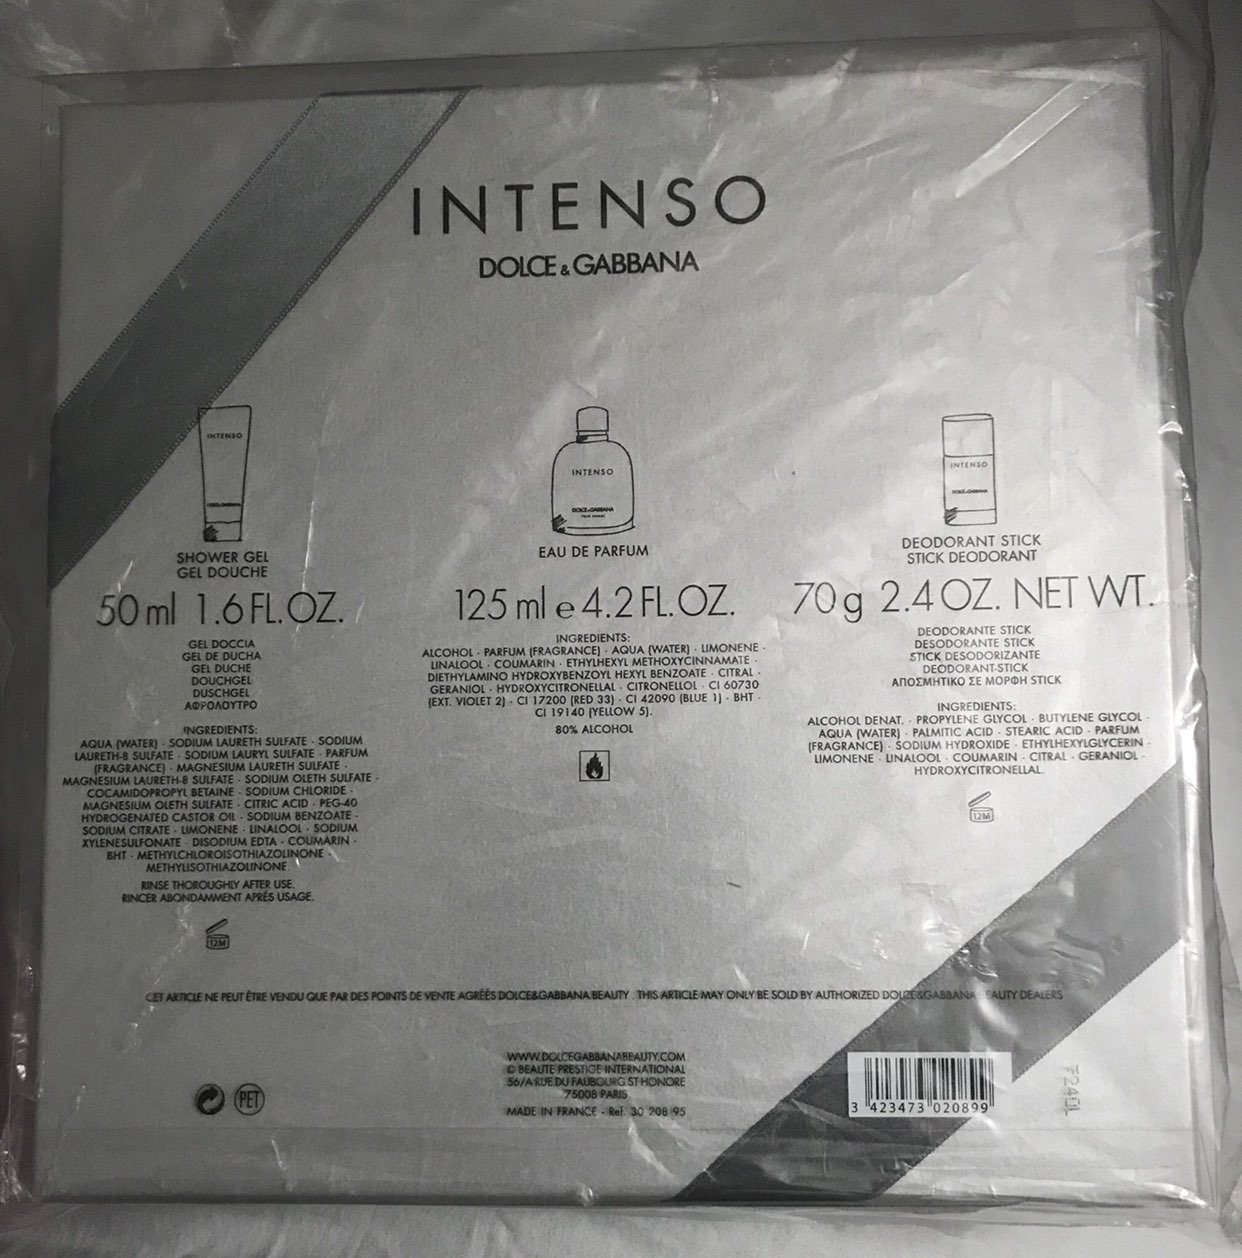 INTENSO
DOLCE&GABBANA
INTENSO
DOLCE&GABBANA
SHOWER GEL
GEL DOUCHE
50 ml 1.6 FL. OZ.
GEL DOCCIA
GEL DE DUCHA
GEL DUCHE
DOUCHGEL
DUSCHGEL
ΑΦΡΟΛΟΥΤΡΟ
INGREDIENTS:
AQUA (WATER) · SODIUM LAURETH SULFATE · SODIUM
LAURETH-8 SULFATE · SODIUM LAURYL SULFATE · PARFUM
(FRAGRANCE) · MAGNESIUM LAURETH SULFATE ·
MAGNESIUM LAURETH-8 SULFATE · SODIUM OLETH SULFATE ·
COCAMIDOPROPYL BETAINE · SODIUM CHLORIDE ·
MAGNESIUM OLETH SULFATE · CITRIC ACID · PEG-40
HYDROGENATED CASTOR OIL · SODIUM BENZOATE ·
SODIUM CITRATE · LIMONENE · LINALOOL · SODIUM
XYLENESULFONATE · DISODIUM EDTA · COUMARIN ·
BHT · METHYLCHLOROISOTHIAZOLINONE ·
METHYLISOTHIAZOLINONE.
RINSE THOROUGHLY AFTER USE.
RINCER ABONDAMMENT APRÈS USAGE.
12M
INTENSO
DOLCE&GABBANA
POUR HOMME
EAU DE PARFUM
125 ml e 4.2 FL. OZ.
INGREDIENTS:
ALCOHOL · PARFUM (FRAGRANCE) · AQUA (WATER) · LIMONENE ·
LINALOOL · COUMARIN · ETHYLHEXYL METHOXYCINNAMATE ·
DIETHYLAMINO HYDROXYBENZOYL HEXYL BENZOATE · CITRAL ·
GERANIOL · HYDROXYCITRONELLAL · CITRONELLOL · CI 60730
(EXT. VIOLET 2) · CI 17200 (RED 33) · CI 42090 (BLUE 1) · BHT ·
CI 19140 (YELLOW 5).
80% ALCOHOL
INTENSO
DOLCE&GABBANA
DEODORANT STICK
STICK DEODORANT
70 g 2.4 OZ. NET WT.
DEODORANTE STICK
DESODORANTE STICK
STICK DESODORIZANTE
DEODORANT-STICK
ΑΠΟΣΜΗΤΙΚΟ ΣΕ ΜΟΡΦΗ STICK
INGREDIENTS:
ALCOHOL DENAT. · PROPYLENE GLYCOL · BUTYLENE GLYCOL ·
AQUA (WATER) · PALMITIC ACID · STEARIC ACID · PARFUM
(FRAGRANCE) · SODIUM HYDROXIDE · ETHYLHEXYLGLYCERIN ·
LIMONENE · LINALOOL · COUMARIN · CITRAL · GERANIOL ·
HYDROXYCITRONELLAL.
12M
CET ARTICLE NE PEUT ÊTRE VENDU QUE PAR DES POINTS DE VENTE AGRÉÉS DOLCE&GABBANA BEAUTY . THIS ARTICLE MAY ONLY BE SOLD BY AUTHORIZED DOLCE&GABBANA BEAUTY DEALERS
WWW.DOLCEGABBANABEAUTY.COM
© BEAUTE PRESTIGE INTERNATIONAL
56/A RUE DU FAUBOURG ST HONORE
75008 PARIS
MADE IN FRANCE - Réf. 30 208 95
PET
3 423473 020899